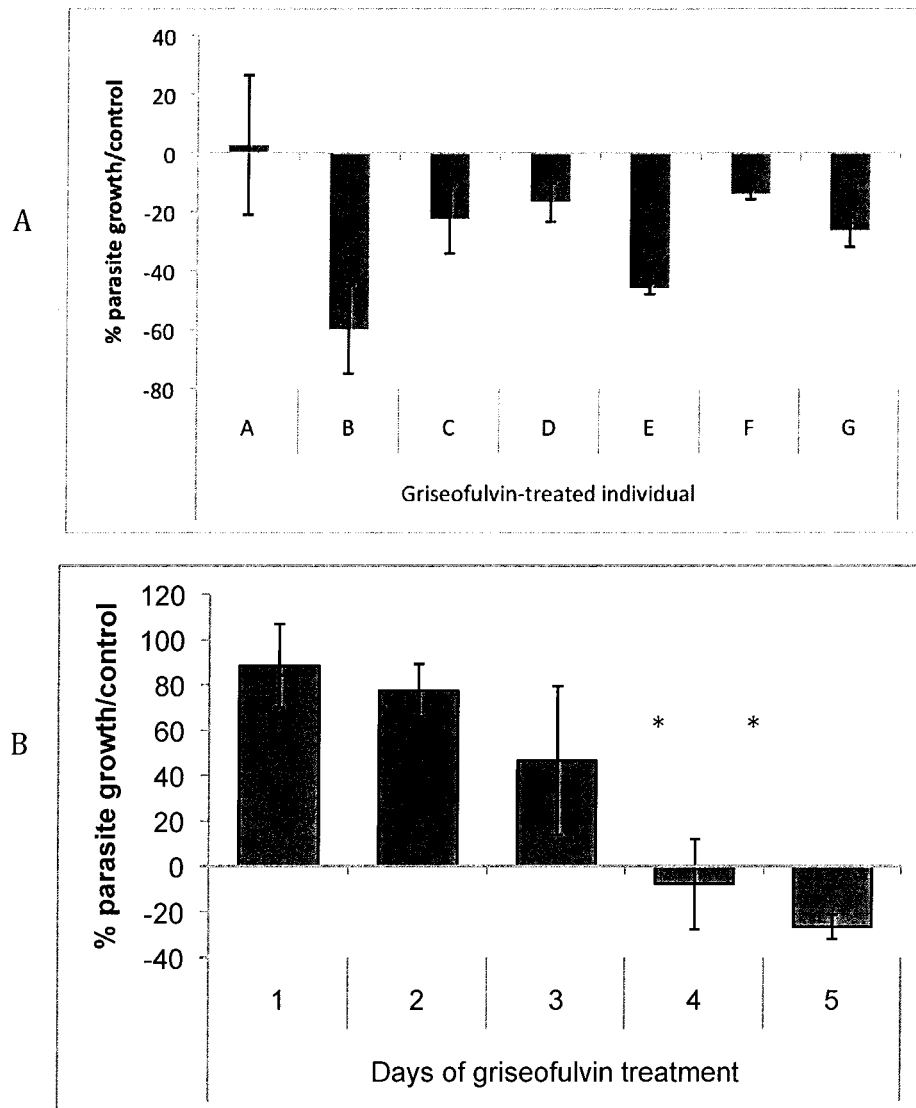 A
% parasite growth/control
40
20
0
-20
-40
-60
-80
A B C D E F G
Griseofulvin-treated individual
B
% parasite growth/control
120
100
80
60
40
20
0
-20
-40
* *
1 2 3 4 5
Days of griseofulvin treatment